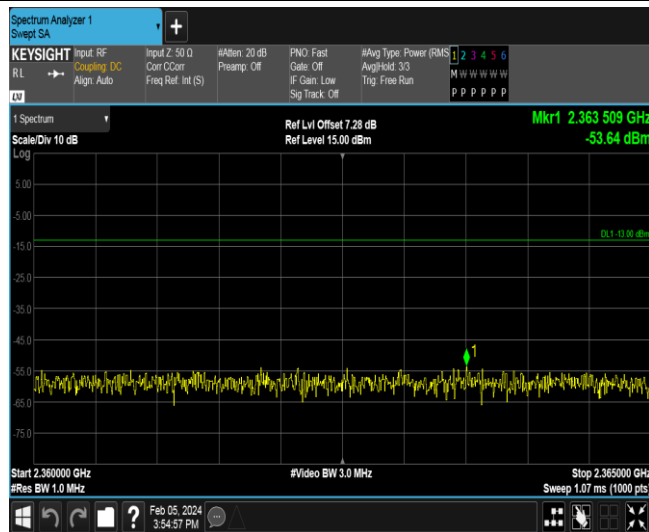 Spectrum Analyzer 1
Swept SA
+
KEYSIGHT
RL
LXI
Input: RF
Coupling: DC
Align: Auto
Input Z: 50 Ω
Corr CCorr
Freq Ref: Int (S)
#Atten: 20 dB
Preamp: Off
PNO: Fast
Gate: Off
IF Gain: Low
Sig Track: Off
#Avg Type: Power (RMS
Avg|Hold: 3/3
Trig: Free Run
1 2 3 4 5 6
M W W W W W
P P P P P P
1 Spectrum
Scale/Div 10 dB
Log
Ref Lvl Offset 7.28 dB
Ref Level 15.00 dBm
Mkr1 2.363 509 GHz
-53.64 dBm
5.00
-5.00
DL1 -13.00 dBm
-15.0
-25.0
-35.0
-45.0
1
-55.0
-65.0
-75.0
Start 2.360000 GHz
#Res BW 1.0 MHz
#Video BW 3.0 MHz
Stop 2.365000 GHz
Sweep 1.07 ms (1000 pts)
?
Feb 05, 2024
3:54:57 PM